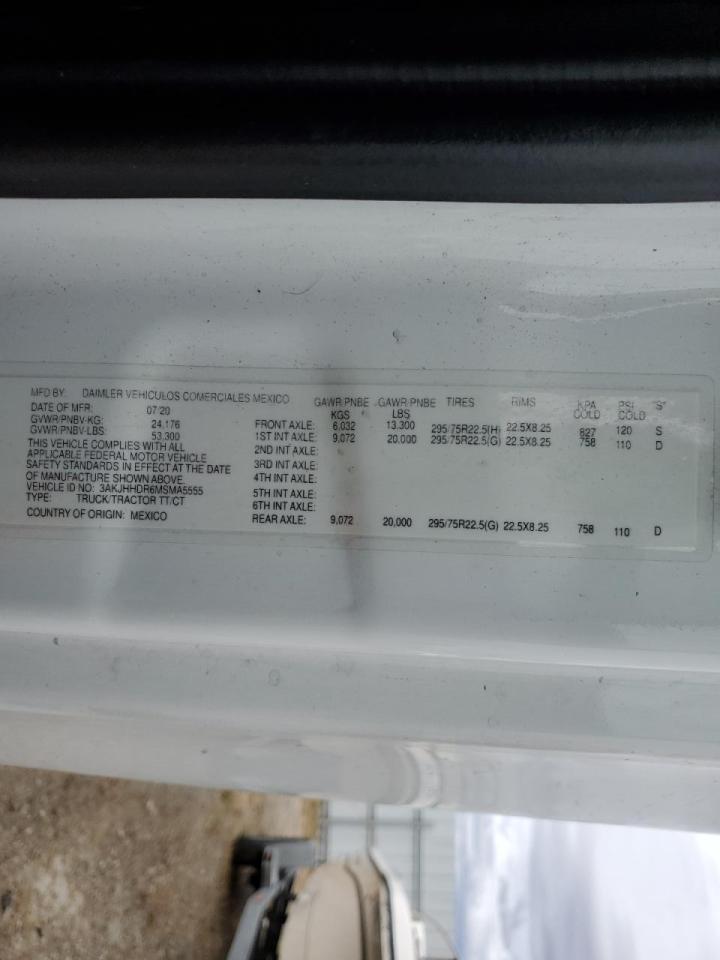 MFD BY: DAIMLER VEHICULOS COMERCIALES MEXICO
DATE OF MFR: 07/20
GVWR/PNBV-KG: 24,176
GVWR/PNBV-LBS: 53,300
THIS VEHICLE COMPLIES WITH ALL
APPLICABLE FEDERAL MOTOR VEHICLE
SAFETY STANDARDS IN EFFECT AT THE DATE
OF MANUFACTURE SHOWN ABOVE.
VEHICLE ID NO: 3AKJHHDR6MSMA5555
TYPE: TRUCK/TRACTOR TT/CT
COUNTRY OF ORIGIN: MEXICO
GAWR/PNBE KGS GAWR/PNBE LBS TIRES RIMS KPA COLD PSI COLD "S"
FRONT AXLE: 6,032 13,300 295/75R22.5(H) 22.5X8.25 827 120 S
1ST INT AXLE: 9,072 20,000 295/75R22.5(G) 22.5X8.25 758 110 D
2ND INT AXLE:
3RD INT AXLE:
4TH INT AXLE:
5TH INT AXLE:
6TH INT AXLE:
REAR AXLE: 9,072 20,000 295/75R22.5(G) 22.5X8.25 758 110 D